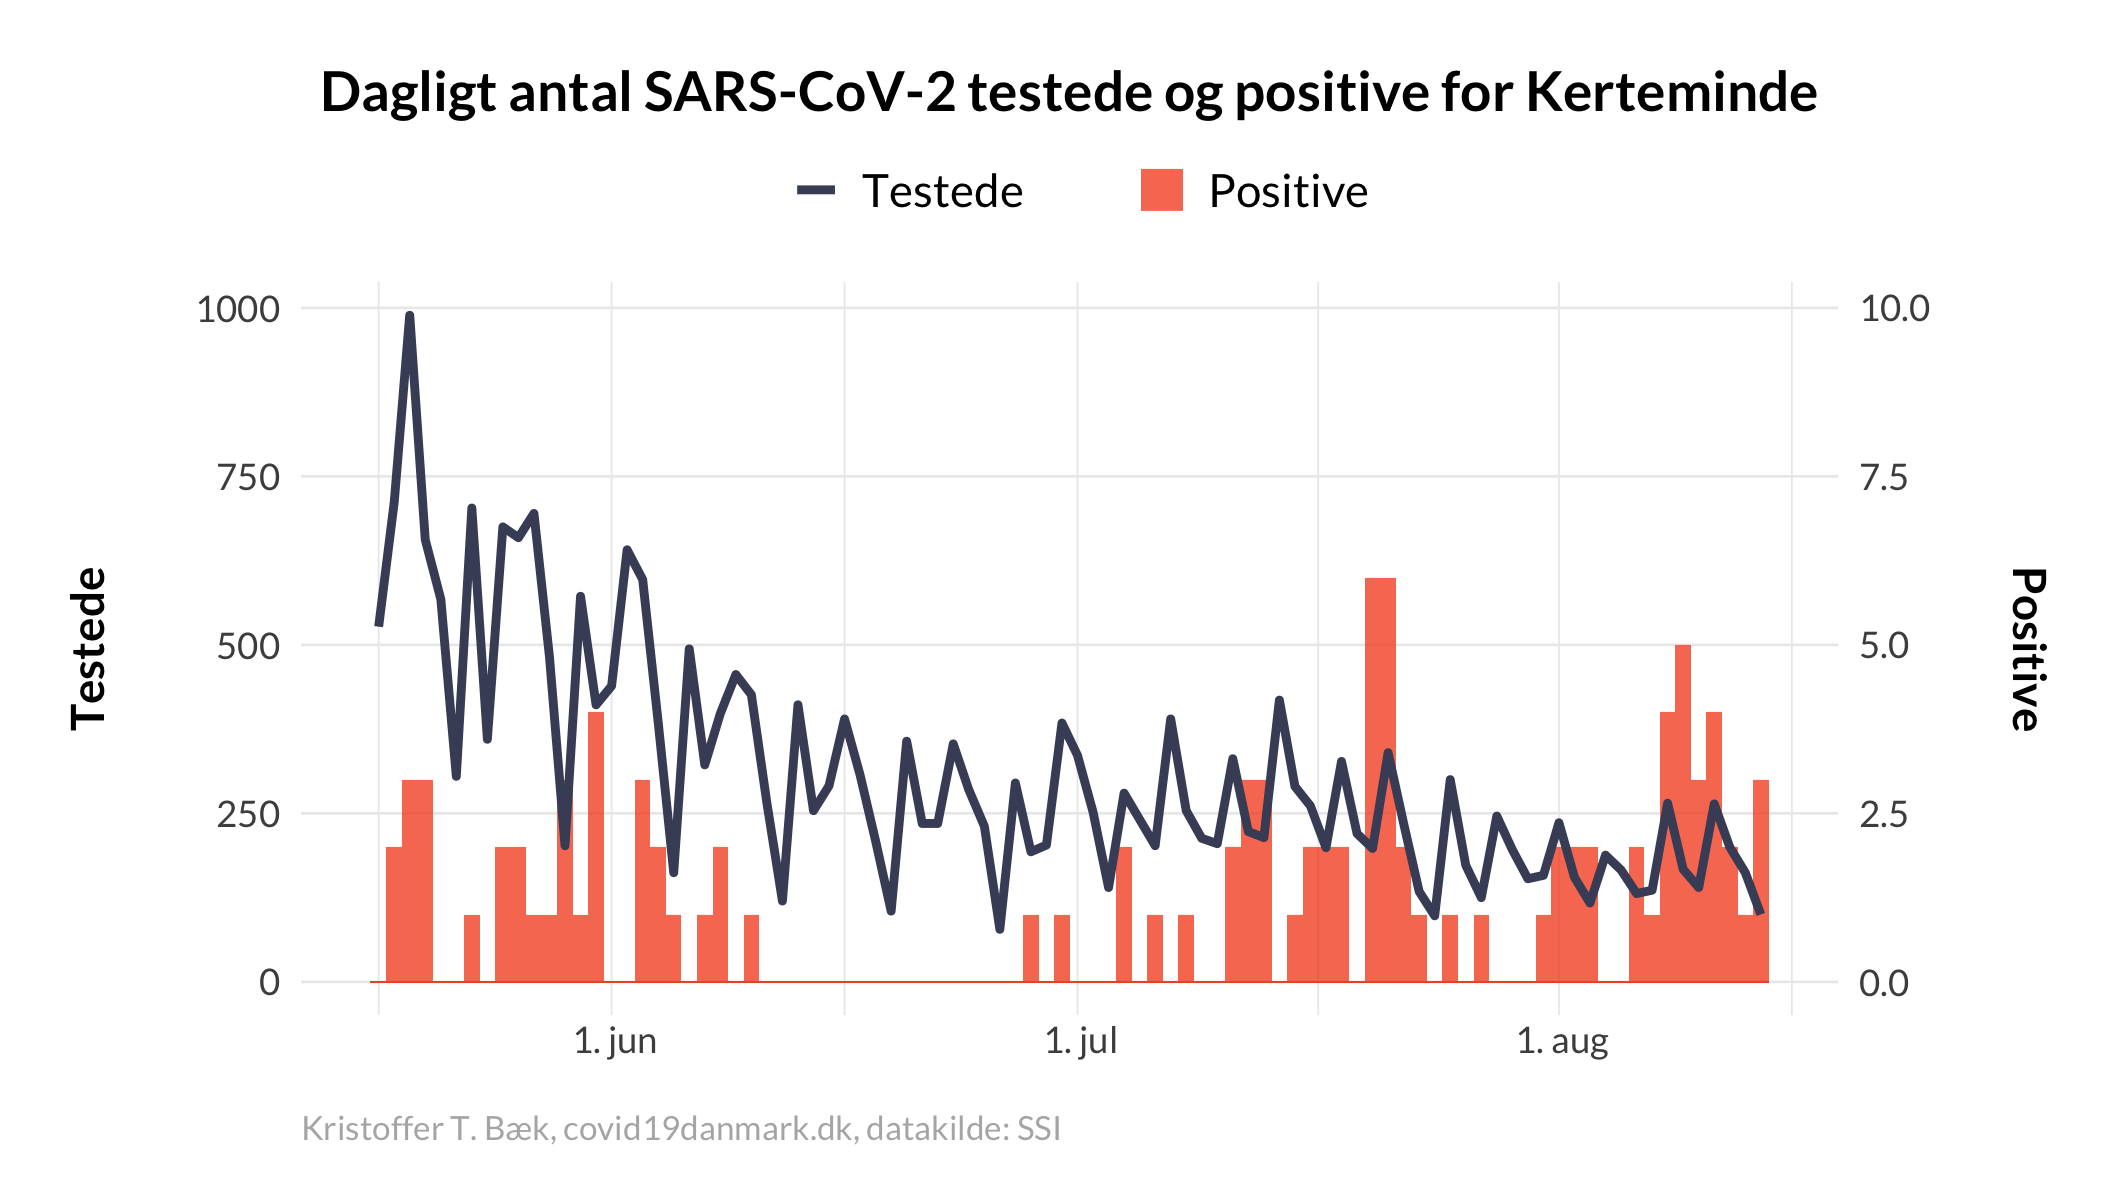 Dagligt antal SARS-CoV-2 testede og positive for Kerteminde
Testede
Positive
1000
750
500
250
0
10.0
7.5
5.0
2.5
0.0
Testede
Positive
1. jun
1. jul
1. aug
Kristoffer T. Bæk, covid19danmark.dk, datakilde: SSI